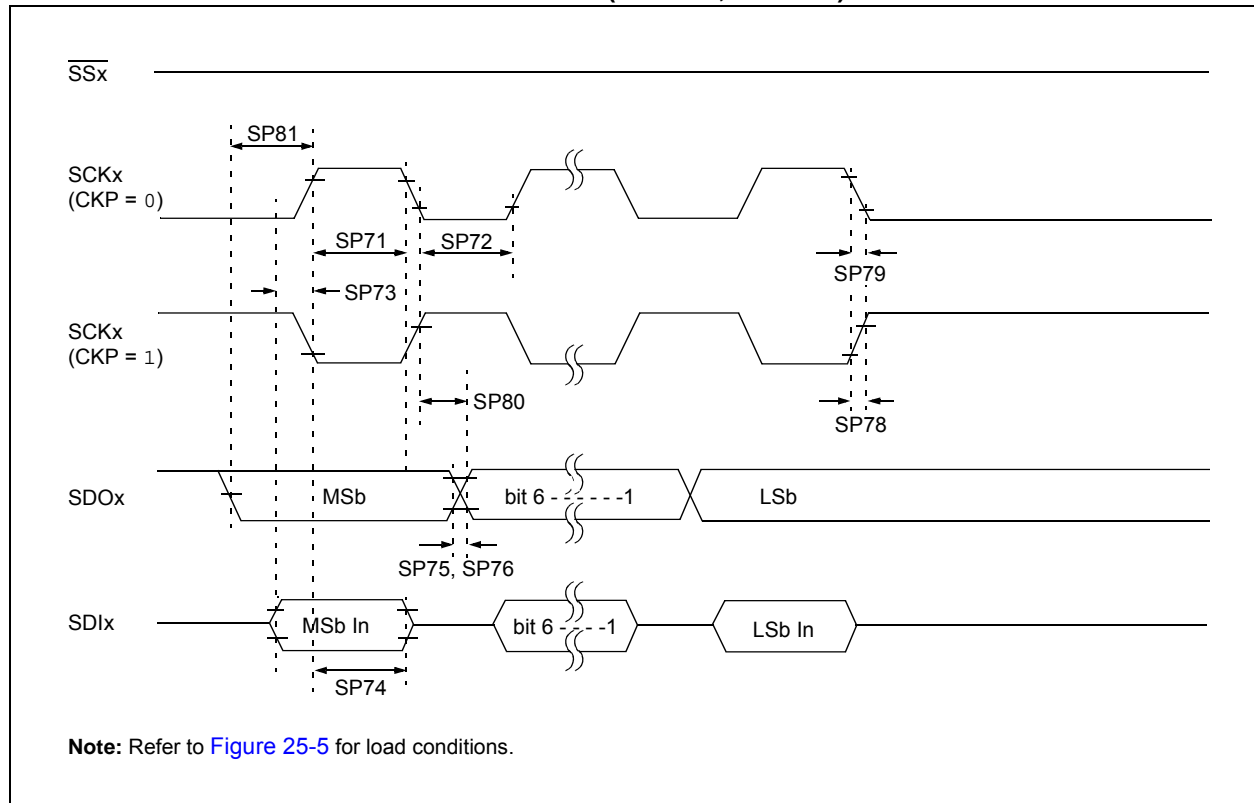 SSx
SP81
SCKx
(CKP = 0)
SP71
SP72
SP79
SP73
SCKx
(CKP = 1)
SP80
SP78
SDOx
MSb
bit 6 - - - - - -1
LSb
SP75, SP76
SDIx
MSb In
bit 6 - - - -1
LSb In
SP74
Note: Refer to Figure 25-5 for load conditions.